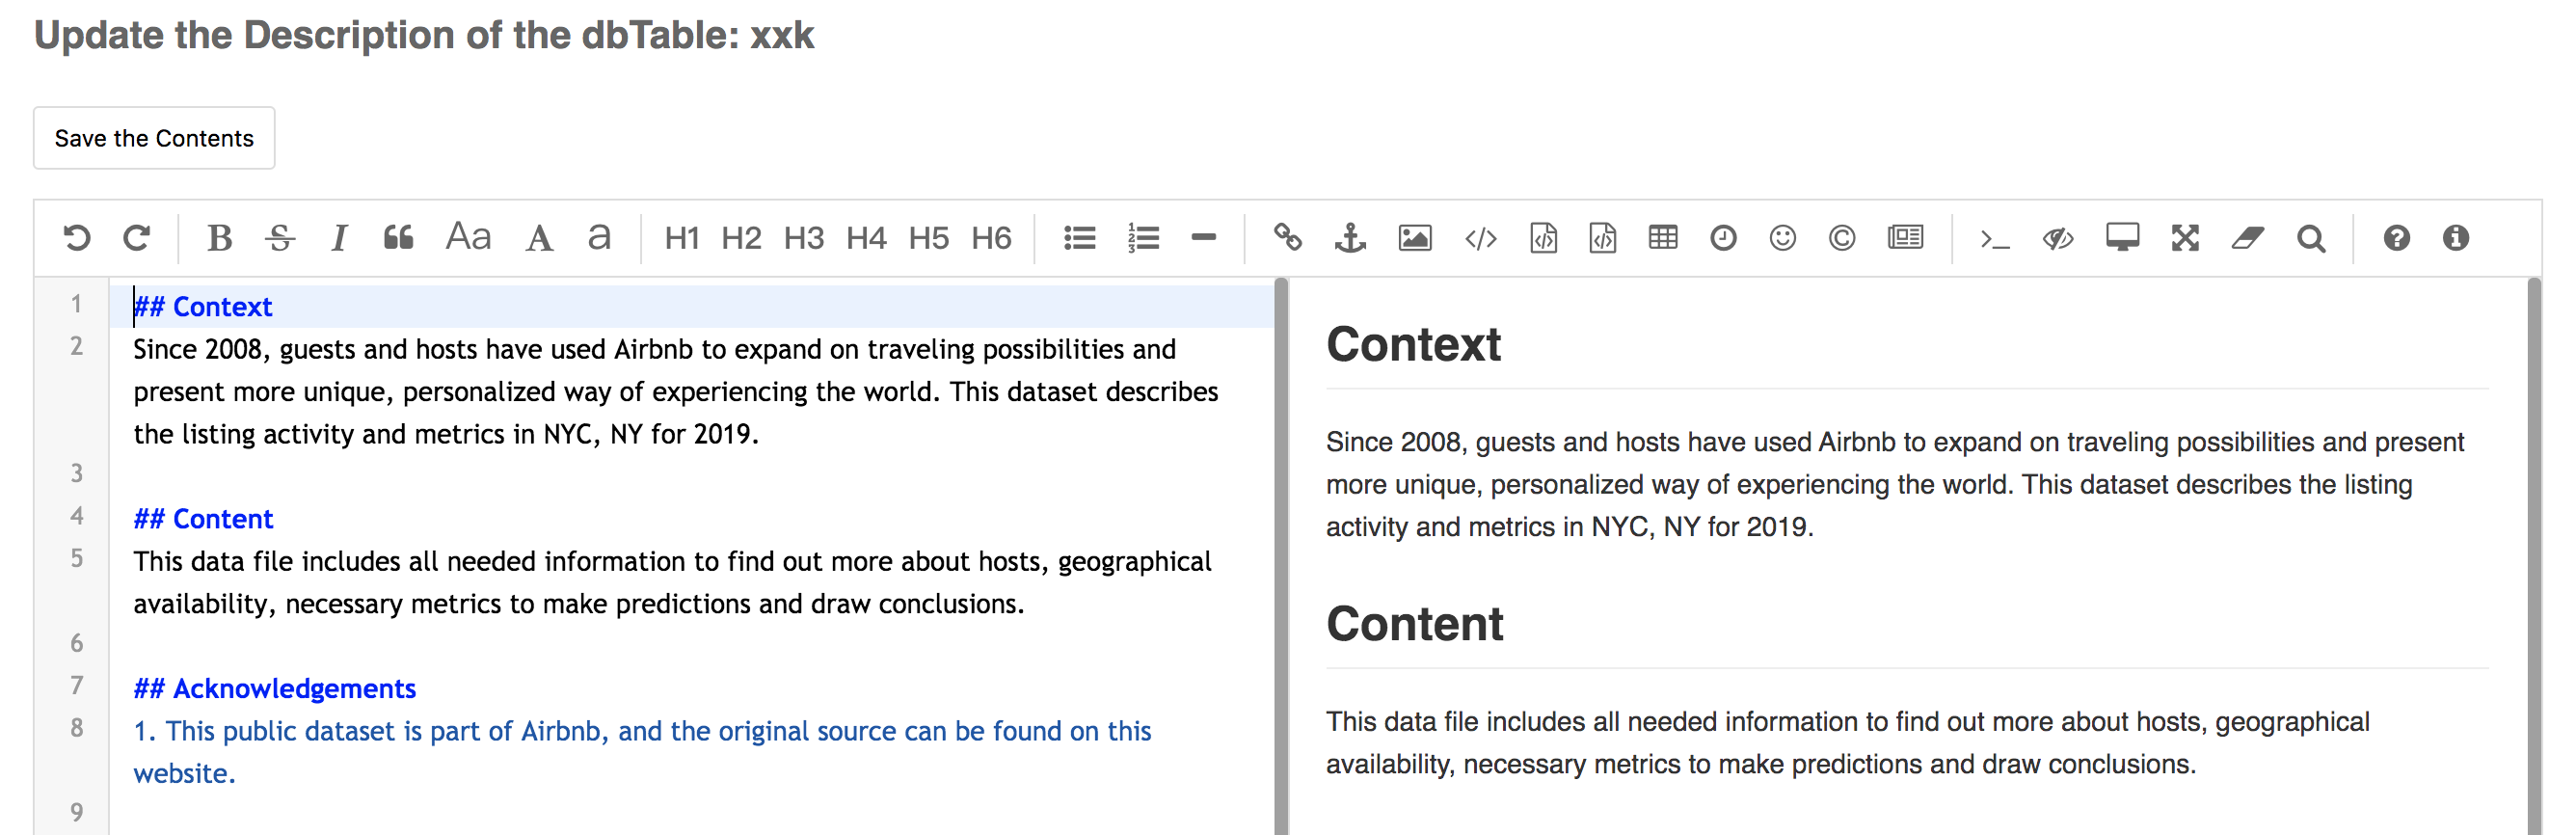 Update the Description of the dbTable: xxk
Save the Contents
B S I Aa A a H1 H2 H3 H4 H5 H6
1 ## Context
2 Since 2008, guests and hosts have used Airbnb to expand on traveling possibilities and
present more unique, personalized way of experiencing the world. This dataset describes
the listing activity and metrics in NYC, NY for 2019.
3
4 ## Content
5 This data file includes all needed information to find out more about hosts, geographical
availability, necessary metrics to make predictions and draw conclusions.
6
7 ## Acknowledgements
8 1. This public dataset is part of Airbnb, and the original source can be found on this
website.
9
Context
Since 2008, guests and hosts have used Airbnb to expand on traveling possibilities and present
more unique, personalized way of experiencing the world. This dataset describes the listing
activity and metrics in NYC, NY for 2019.
Content
This data file includes all needed information to find out more about hosts, geographical
availability, necessary metrics to make predictions and draw conclusions.